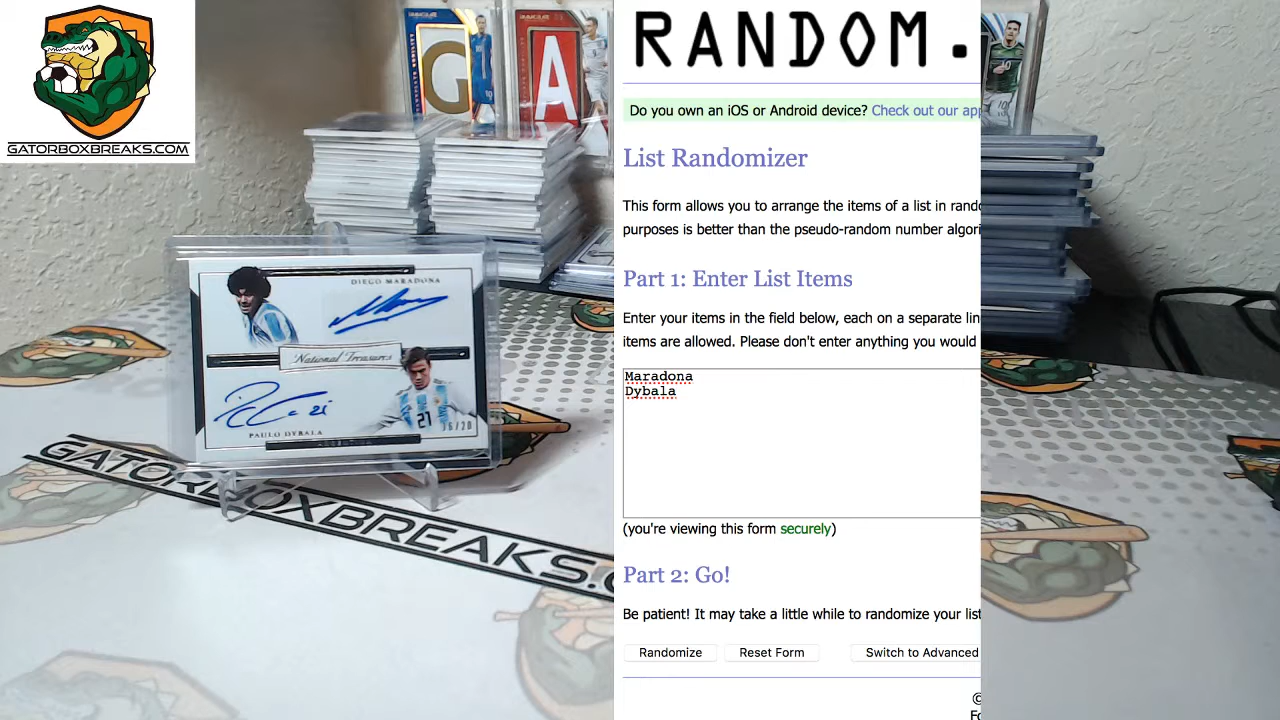 GATORBOXBREAKS.COM
G
A
DIEGO MARADONA
National Treasures
21
PAULO DYBALA
ARGENTINA
GATORBOXBREAKS.
RANDOM.
Do you own an iOS or Android device? Check out our app
List Randomizer
This form allows you to arrange the items of a list in rando
purposes is better than the pseudo-random number algori
Part 1: Enter List Items
Enter your items in the field below, each on a separate lin
items are allowed. Please don't enter anything you would
Maradona
Dybala
(you're viewing this form securely)
Part 2: Go!
Be patient! It may take a little while to randomize your list
Randomize
Reset Form
Switch to Advanced
©